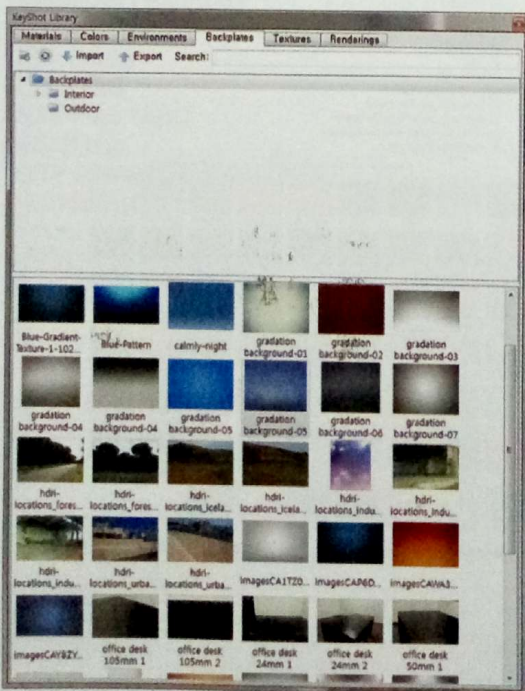 KeyShot Library
Materials Colors Environments Backplates Textures Renderings
Import Export Search:
Backplates
Interior
Outdoor
Blue-Gradient-Texture-1-102... Blue-Pattern calmly-night gradation background-01 gradation background-02 gradation background-03
gradation background-04 gradation background-04 gradation background-05 gradation background-05 gradation background-06 gradation background-07
hdri-locations_fores... hdri-locations_fores... hdri-locations_icela... hdri-locations_icela... hdri-locations_indu... hdri-locations_indu...
hdri-locations_indu... hdri-locations_urba... hdri-locations_urba... imagesCA1TZ0... imagesCAP6D... imagesCAWA3...
imagesCAY8ZY... office desk 105mm 1 office desk 105mm 2 office desk 24mm 1 office desk 24mm 2 office desk 50mm 1